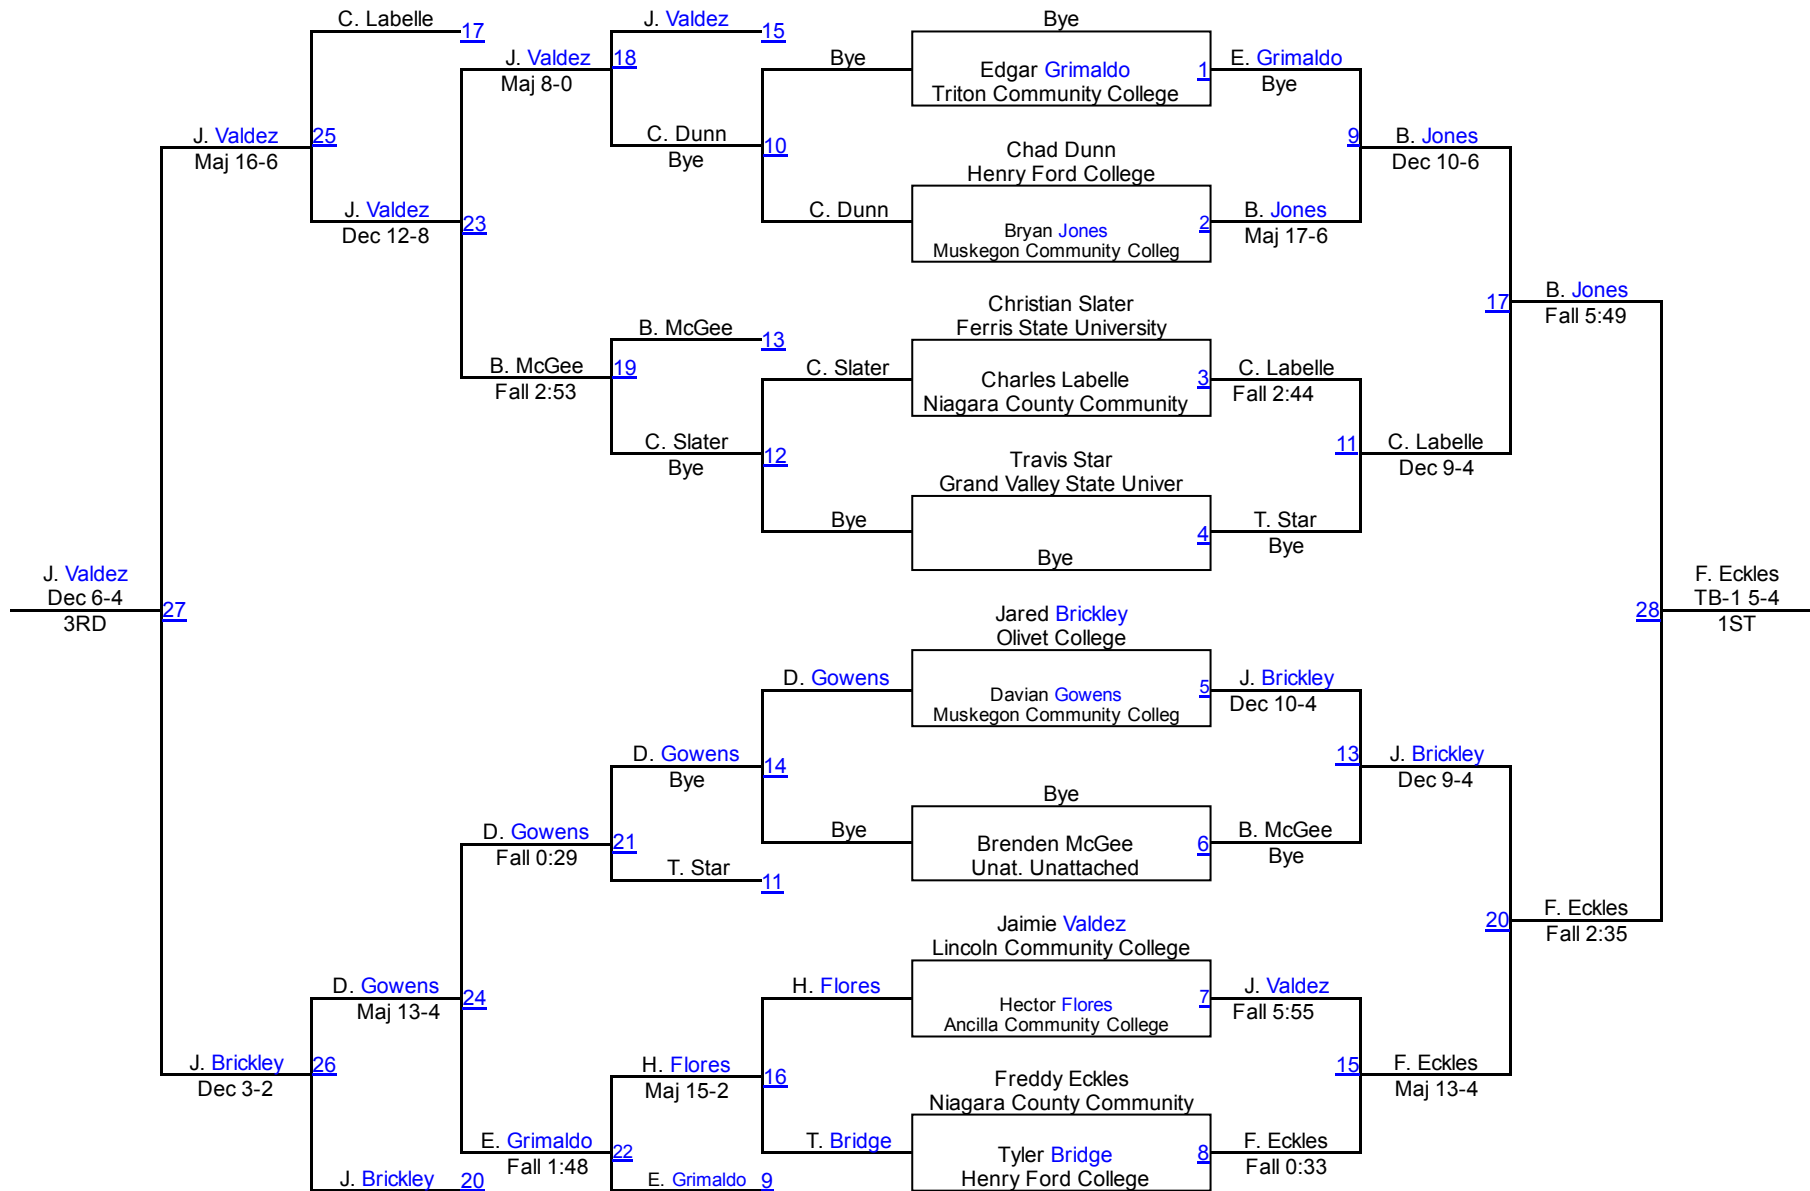 C. Labelle
17
J. Valdez
15
Bye
J. Valdez
18
Maj 8-0
Bye
Edgar Grimaldo
Triton Community College
1
E. Grimaldo
Bye
J. Valdez
25
Maj 16-6
C. Dunn
10
Bye
Chad Dunn
Henry Ford College
9
B. Jones
Dec 10-6
J. Valdez
23
Dec 12-8
C. Dunn
Bryan Jones
Muskegon Community Colleg
2
B. Jones
Maj 17-6
Christian Slater
Ferris State University
17
B. Jones
Fall 5:49
B. McGee
13
B. McGee
19
Fall 2:53
C. Slater
Charles Labelle
Niagara County Community
3
C. Labelle
Fall 2:44
C. Slater
12
Bye
Travis Star
Grand Valley State Univer
11
C. Labelle
Dec 9-4
Bye
Bye
4
T. Star
Bye
J. Valdez
Dec 6-4
27
3RD
F. Eckles
TB-1 5-4
28
1ST
Jared Brickley
Olivet College
D. Gowens
Davian Gowens
Muskegon Community Colleg
5
J. Brickley
Dec 10-4
D. Gowens
14
Bye
13
J. Brickley
Dec 9-4
Bye
D. Gowens
21
Fall 0:29
Bye
Brenden McGee
Unat. Unattached
6
B. McGee
Bye
T. Star
11
Jaimie Valdez
Lincoln Community College
20
F. Eckles
Fall 2:35
D. Gowens
24
Maj 13-4
H. Flores
Hector Flores
Ancilla Community College
7
J. Valdez
Fall 5:55
J. Brickley
26
Dec 3-2
H. Flores
16
Maj 15-2
Freddy Eckles
Niagara County Community
15
F. Eckles
Maj 13-4
E. Grimaldo
22
Fall 1:48
T. Bridge
Tyler Bridge
Henry Ford College
8
F. Eckles
Fall 0:33
J. Brickley
20
E. Grimaldo
9